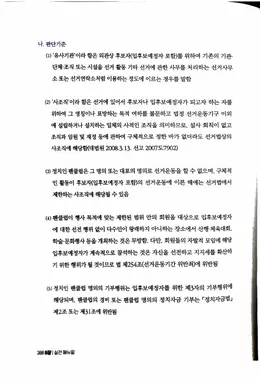 나. 판단기준
(1) '유사기관'이라 함은 외관상 후보자(입후보예정자 포함)를 위하여 기존의 기관·
단체·조직 또는 시설을 선거 활동 기타 선거에 관한 사무를 처리하는 선거사무
소 또는 선거연락소처럼 이용하는 정도에 이르는 경우를 말함
(2) '사조직'이라 함은 선거에 있어서 후보자나 입후보예정자가 되고자 하는 자를
위하여 그 명칭이나 표방하는 목적 여하를 불문하고 법정 선거운동기구 이외
에 설립하거나 설치하는 일체의 사적인 조직을 의미하므로, 설사 회칙이 없고
조직과 임원 및 재정 등에 관하여 구체적으로 정한 바가 없더라도 선거법상의
사조직에 해당함(대법원 2008.3.13. 선고 2007도7902)
(3) 정치인 팬클럽은 그 명의 또는 대표의 명의로 선거운동을 할 수 없으며, 구체적
인 활동이 후보자(입후보예정자 포함)의 선거운동에 이른 때에는 선거법에서
제한하는 사조직에 해당될 수 있음
(4) 팬클럽이 행사 목적에 맞는 제한된 범위 안의 회원을 대상으로 입후보예정자
에 대한 선전 행위 없이 다수인이 왕래하지 아니하는 장소에서 산행·체육대회,
학술·문화행사 등을 개최하는 것은 무방함. 다만, 회원들의 자발적 모임에 해당
입후보예정자가 계속적으로 참석하는 것은 자신을 선전하고 지지세를 확산하
기 위한 행위가 될 것이므로 법 제254조(선거운동기간 위반죄)에 위반됨
(5) 정치인 팬클럽 명의의 기부행위는 입후보예정자를 위한 제3자의 기부행위에
해당되며, 팬클럽의 경비 또는 팬클럽 명의의 정치자금 기부는 「정치자금법」
제2조 또는 제31조에 위반됨